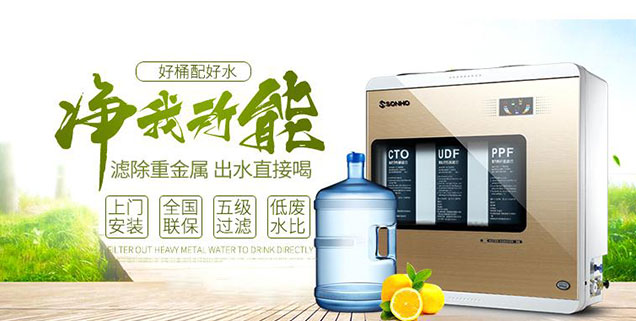 好桶配好水
净我动能
滤除重金属 出水直接喝
上门安装
全国联保
五级过滤
低废水比
FILTER OUT HEAVY METAL WATER TO DRINK DIRECTLY
SONHO
CTO
UDF
PPF